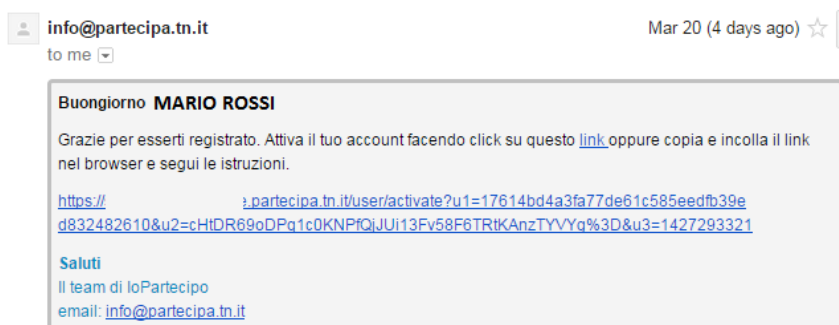 info@partecipa.tn.it
Mar 20 (4 days ago)
to me
Buongiorno MARIO ROSSI
Grazie per esserti registrato. Attiva il tuo account facendo click su questo link oppure copia e incolla il link
nel browser e segui le istruzioni.
https:// .partecipa.tn.it/user/activate?u1=17614bd4a3fa77de61c585eedfb39e
d832482610&u2=cHtDR69oDPq1c0KNPfQjJUi13Fv58F6TRtKAnzTYVYg%3D&u3=1427293321
Saluti
Il team di IoPartecipo
email: info@partecipa.tn.it